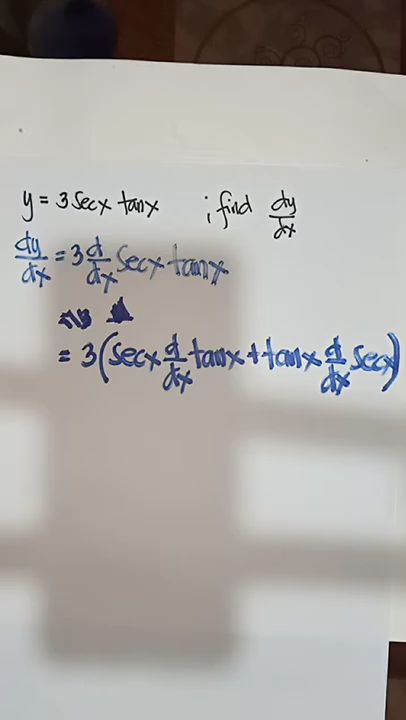 y = 3 secx tanx ; find dy/dx
dy/dx = 3 d/dx secx tanx
= 3(secx d/dx tanx + tanx d/dx secx)